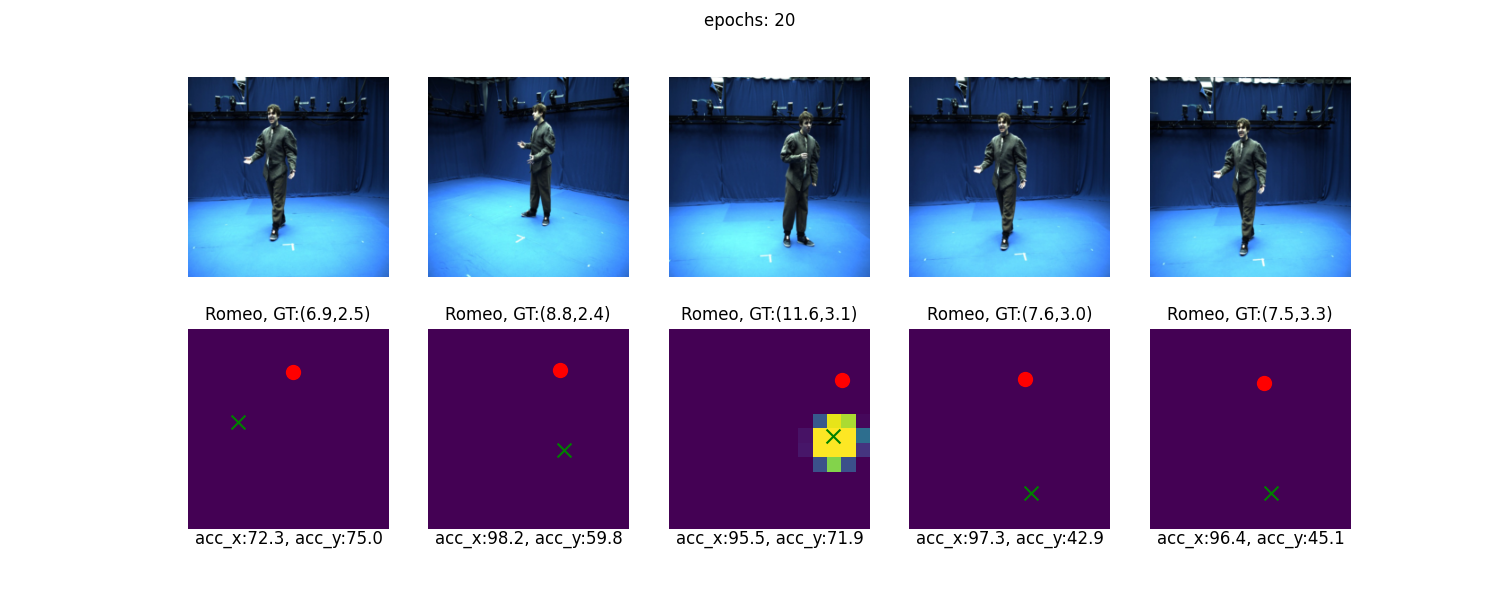 epochs: 20
Romeo, GT:(6.9,2.5)
Romeo, GT:(8.8,2.4)
Romeo, GT:(11.6,3.1)
Romeo, GT:(7.6,3.0)
Romeo, GT:(7.5,3.3)
acc_x:72.3, acc_y:75.0
acc_x:98.2, acc_y:59.8
acc_x:95.5, acc_y:71.9
acc_x:97.3, acc_y:42.9
acc_x:96.4, acc_y:45.1